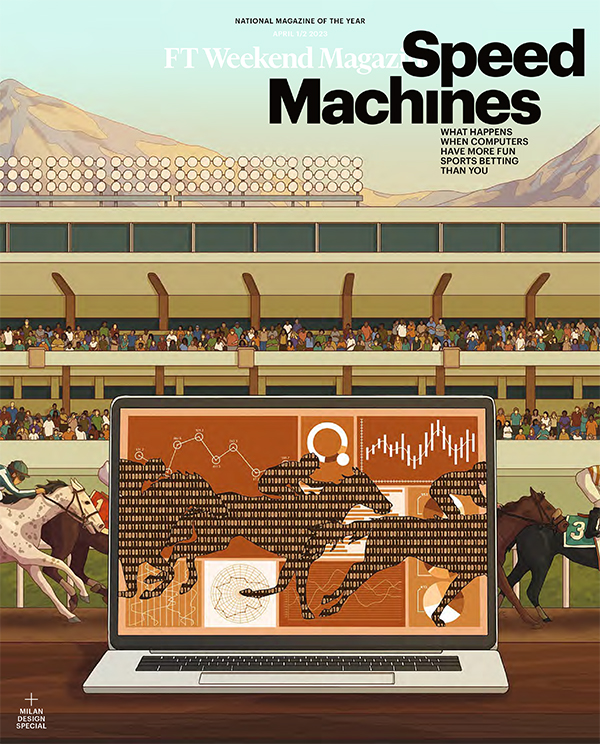 NATIONAL MAGAZINE OF THE YEAR
APRIL 1/2 2023
FT Weekend Magaz
Speed
Machines
WHAT HAPPENS
WHEN COMPUTERS
HAVE MORE FUN
SPORTS BETTING
THAN YOU
3
+
MILAN
DESIGN
SPECIAL